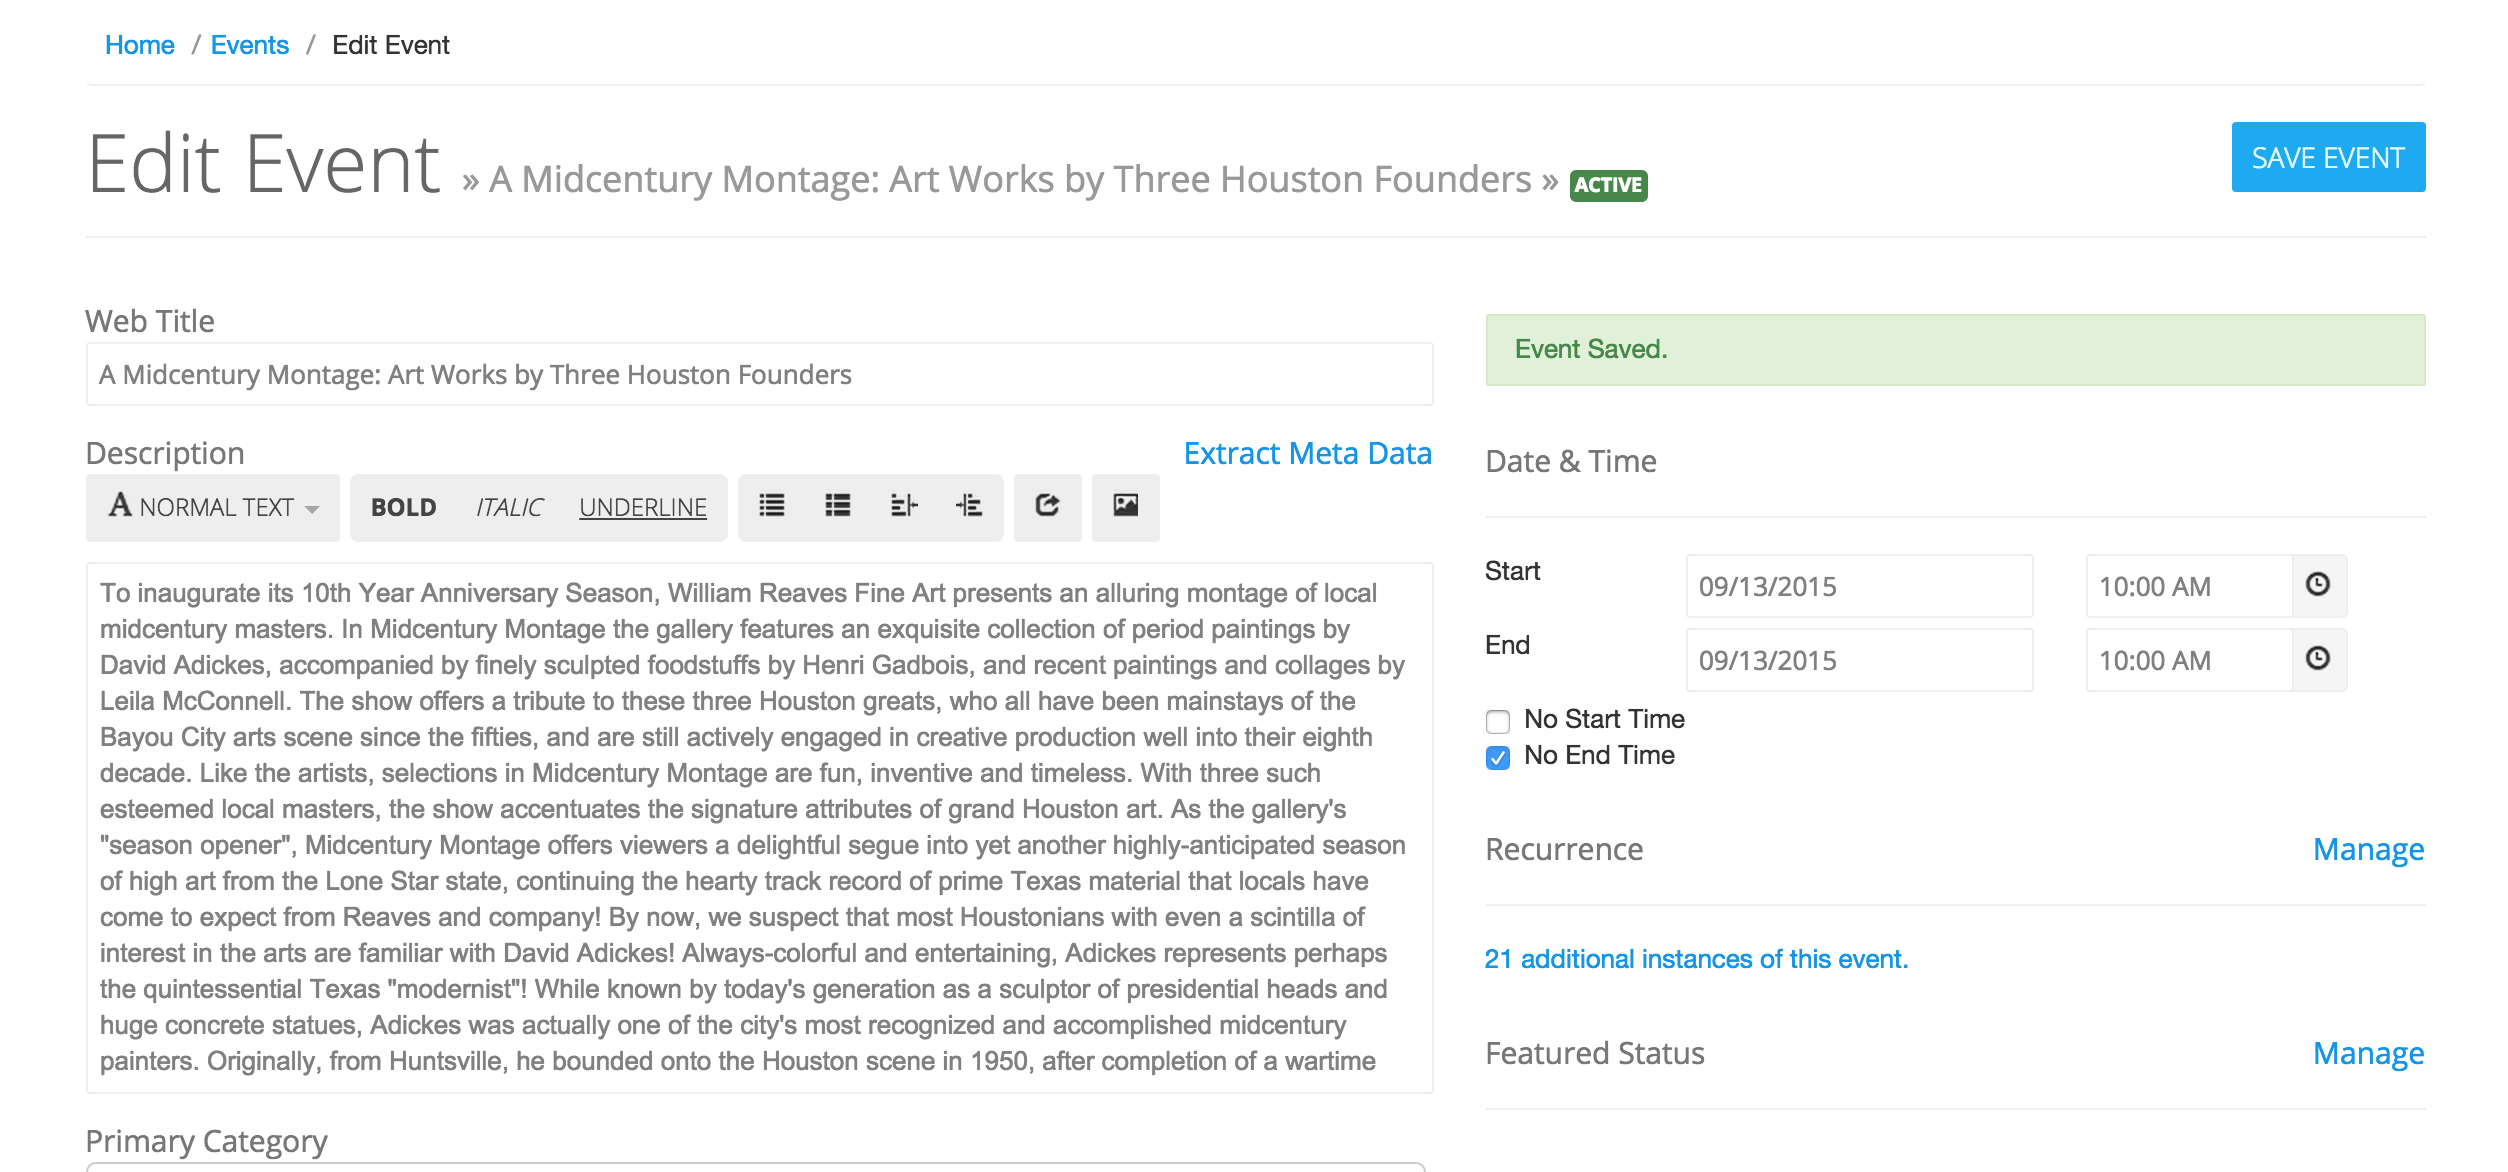 Home / Events / Edit Event
Edit Event » A Midcentury Montage: Art Works by Three Houston Founders » ACTIVE
SAVE EVENT
Web Title
A Midcentury Montage: Art Works by Three Houston Founders
Description
Extract Meta Data
A NORMAL TEXT
BOLD ITALIC UNDERLINE
To inaugurate its 10th Year Anniversary Season, William Reaves Fine Art presents an alluring montage of local
midcentury masters. In Midcentury Montage the gallery features an exquisite collection of period paintings by
David Adickes, accompanied by finely sculpted foodstuffs by Henri Gadbois, and recent paintings and collages by
Leila McConnell. The show offers a tribute to these three Houston greats, who all have been mainstays of the
Bayou City arts scene since the fifties, and are still actively engaged in creative production well into their eighth
decade. Like the artists, selections in Midcentury Montage are fun, inventive and timeless. With three such
esteemed local masters, the show accentuates the signature attributes of grand Houston art. As the gallery's
"season opener", Midcentury Montage offers viewers a delightful segue into yet another highly-anticipated season
of high art from the Lone Star state, continuing the hearty track record of prime Texas material that locals have
come to expect from Reaves and company! By now, we suspect that most Houstonians with even a scintilla of
interest in the arts are familiar with David Adickes! Always-colorful and entertaining, Adickes represents perhaps
the quintessential Texas "modernist"! While known by today's generation as a sculptor of presidential heads and
huge concrete statues, Adickes was actually one of the city's most recognized and accomplished midcentury
painters. Originally, from Huntsville, he bounded onto the Houston scene in 1950, after completion of a wartime
Primary Category
Event Saved.
Date & Time
Start 09/13/2015 10:00 AM
End 09/13/2015 10:00 AM
No Start Time
No End Time
Recurrence Manage
21 additional instances of this event.
Featured Status Manage